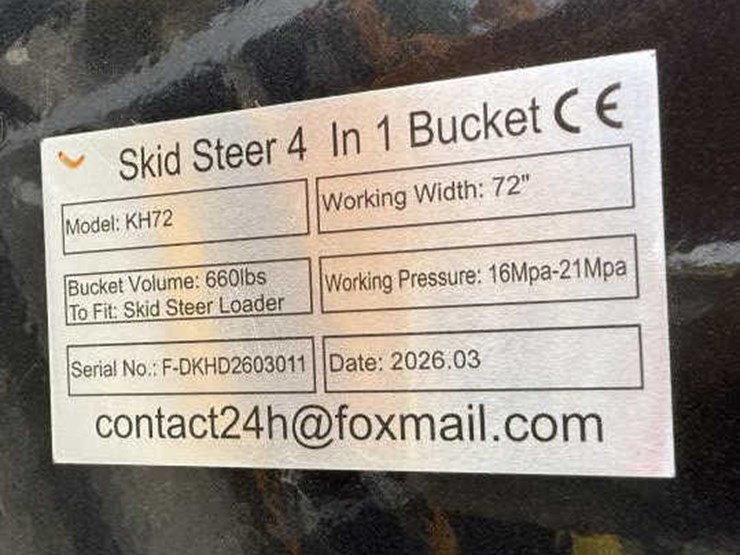 Skid Steer 4 In 1 Bucket CE
Model: KH72
Working Width: 72"
Bucket Volume: 660lbs
To Fit: Skid Steer Loader
Working Pressure: 16Mpa-21Mpa
Serial No.: F-DKHD2603011
Date: 2026.03
contact24h@foxmail.com